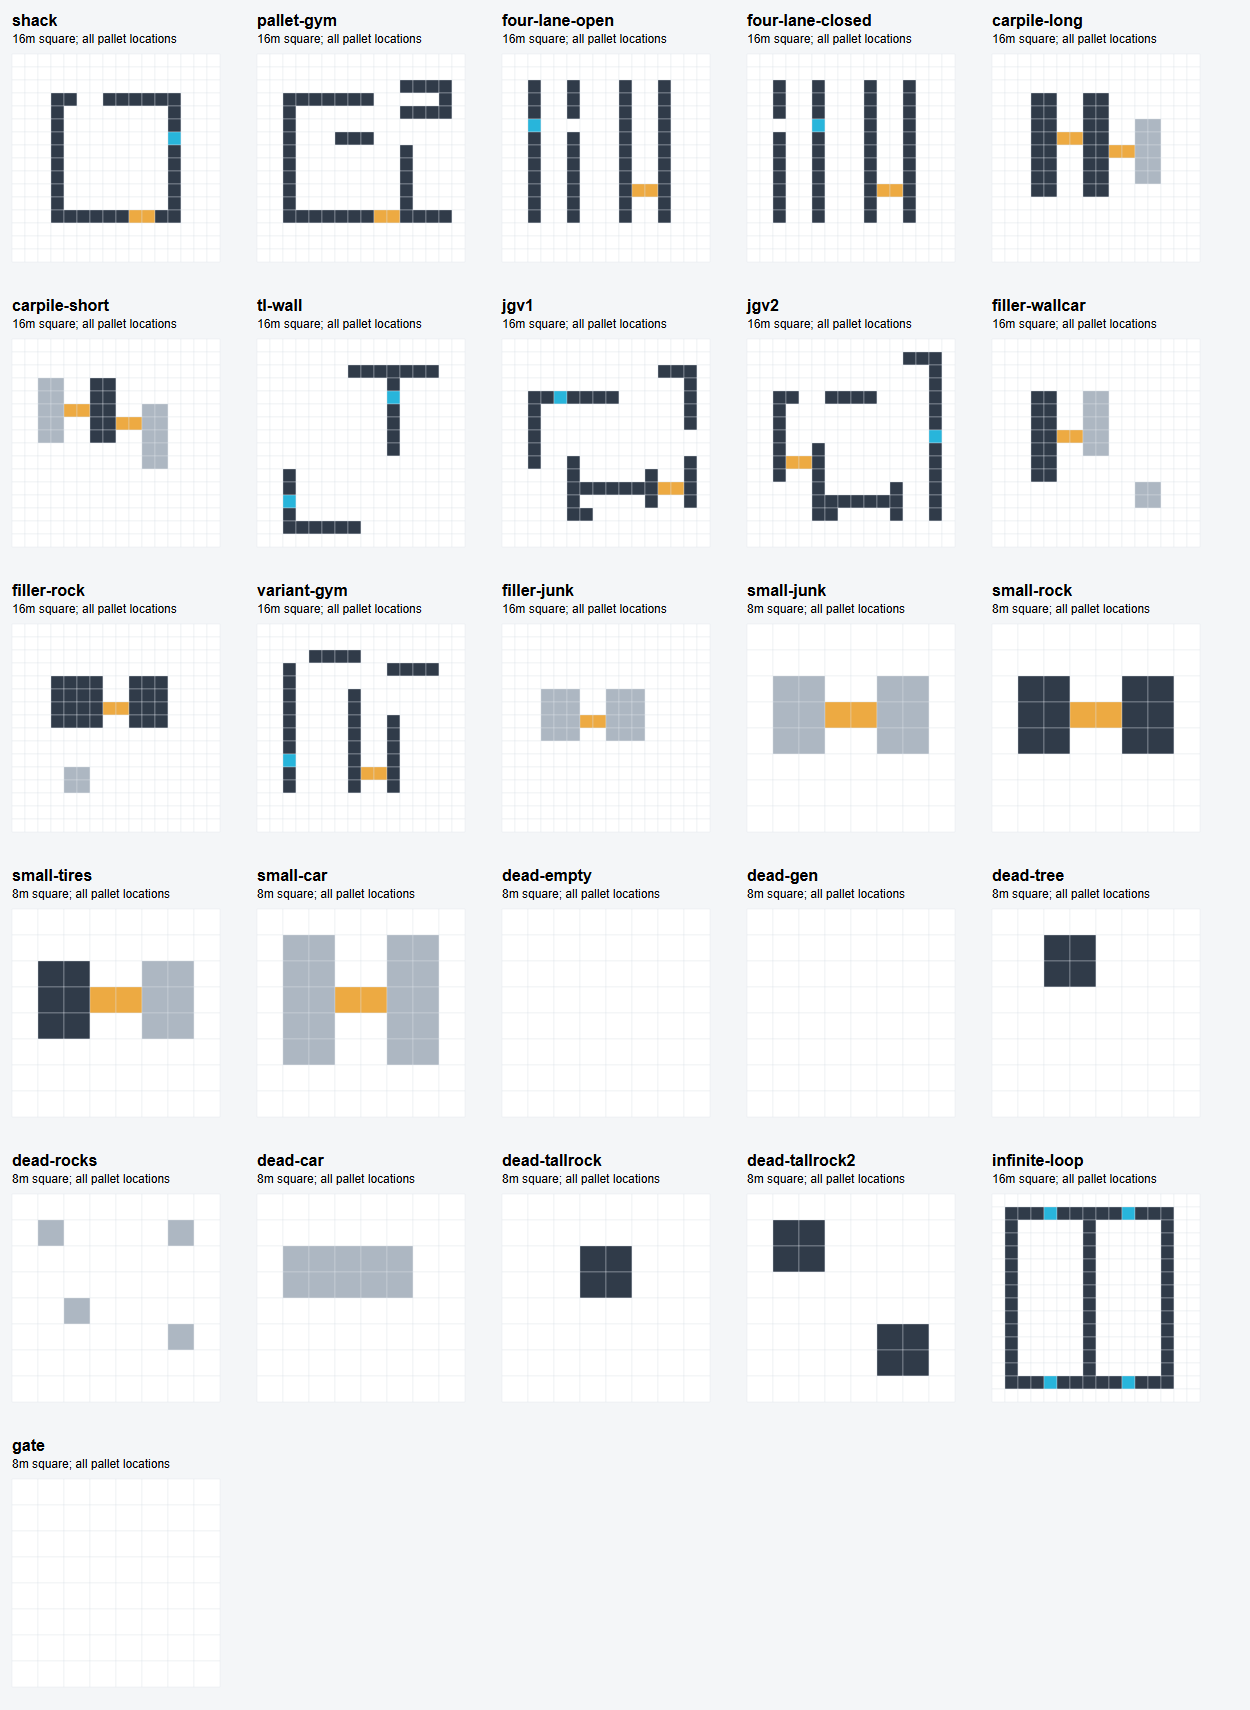 shack
16m square; all pallet locations
pallet-gym
16m square; all pallet locations
four-lane-open
16m square; all pallet locations
four-lane-closed
16m square; all pallet locations
carpile-long
16m square; all pallet locations
carpile-short
16m square; all pallet locations
tl-wall
16m square; all pallet locations
jgv1
16m square; all pallet locations
jgv2
16m square; all pallet locations
filler-wallcar
16m square; all pallet locations
filler-rock
16m square; all pallet locations
variant-gym
16m square; all pallet locations
filler-junk
16m square; all pallet locations
small-junk
8m square; all pallet locations
small-rock
8m square; all pallet locations
small-tires
8m square; all pallet locations
small-car
8m square; all pallet locations
dead-empty
8m square; all pallet locations
dead-gen
8m square; all pallet locations
dead-tree
8m square; all pallet locations
dead-rocks
8m square; all pallet locations
dead-car
8m square; all pallet locations
dead-tallrock
8m square; all pallet locations
dead-tallrock2
8m square; all pallet locations
infinite-loop
16m square; all pallet locations
gate
8m square; all pallet locations